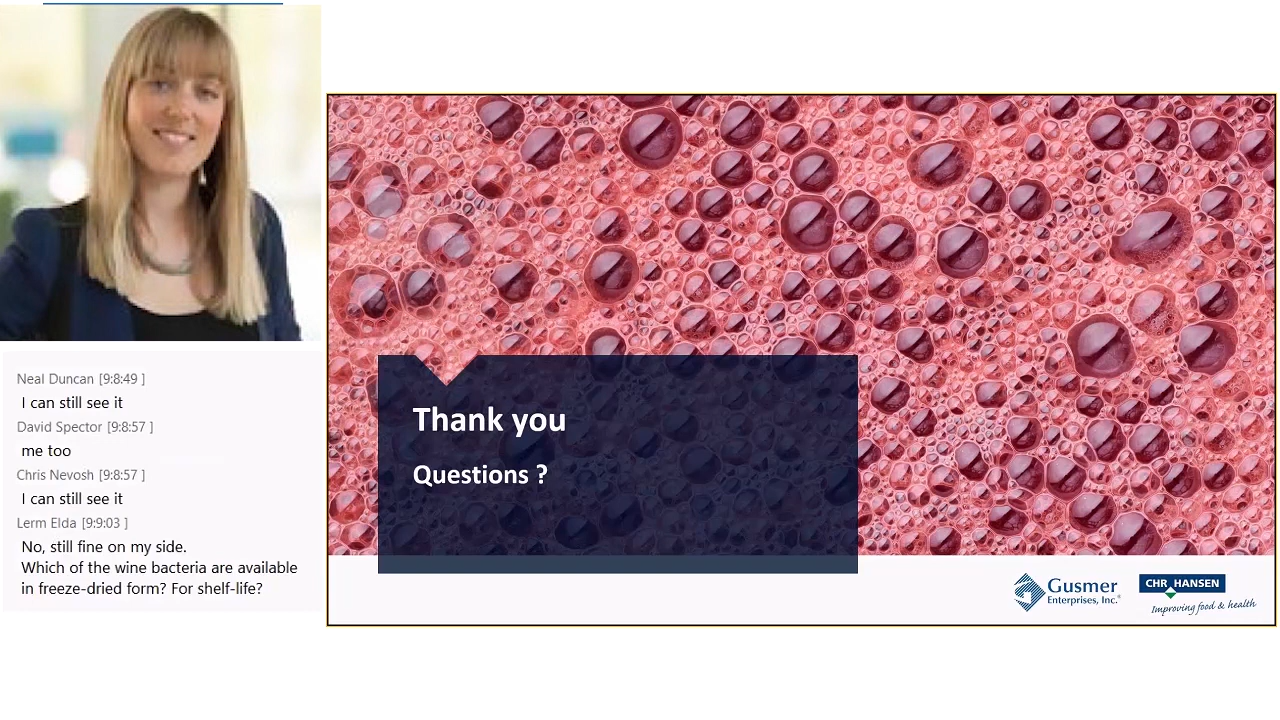 Neal Duncan [9:8:49 ]
I can still see it
David Spector [9:8:57 ]
me too
Chris Nevosh [9:8:57 ]
I can still see it
Lerm Elda [9:9:03 ]
No, still fine on my side.
Which of the wine bacteria are available
in freeze-dried form? For shelf-life?
Thank you
Questions ?
Gusmer
Enterprises, Inc.®
CHR HANSEN
Improving food & health